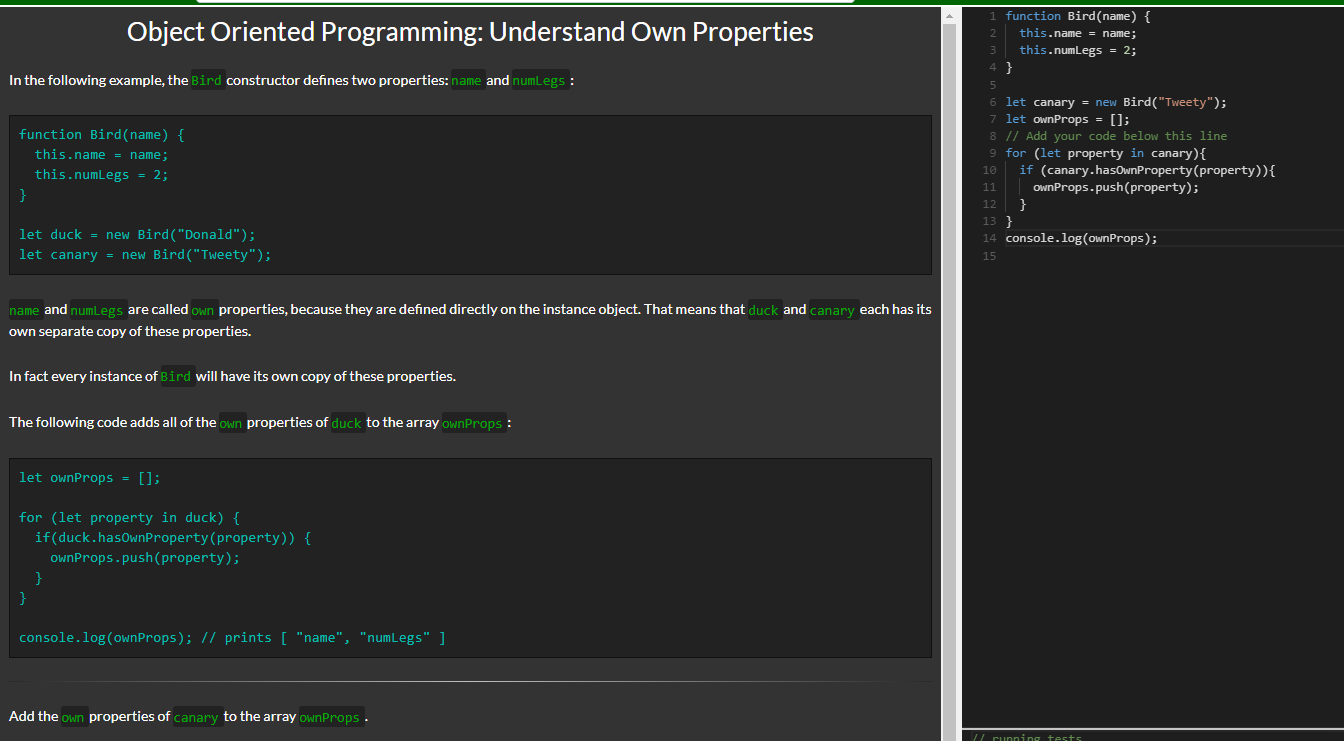 Object Oriented Programming: Understand Own Properties
In the following example, the Bird constructor defines two properties: name and numLegs :
function Bird(name) {
  this.name = name;
  this.numLegs = 2;
}
let duck = new Bird("Donald");
let canary = new Bird("Tweety");
name and numLegs are called own properties, because they are defined directly on the instance object. That means that duck and canary each has its
own separate copy of these properties.
In fact every instance of Bird will have its own copy of these properties.
The following code adds all of the own properties of duck to the array ownProps :
let ownProps = [];
for (let property in duck) {
  if(duck.hasOwnProperty(property)) {
    ownProps.push(property);
  }
}
console.log(ownProps); // prints [ "name", "numLegs" ]
Add the own properties of canary to the array ownProps .
1 function Bird(name) {
2   this.name = name;
3   this.numLegs = 2;
4 }
5
6 let canary = new Bird("Tweety");
7 let ownProps = [];
8 // Add your code below this line
9 for (let property in canary){
10   if (canary.hasOwnProperty(property)){
11     ownProps.push(property);
12   }
13 }
14 console.log(ownProps);
15
// running tests